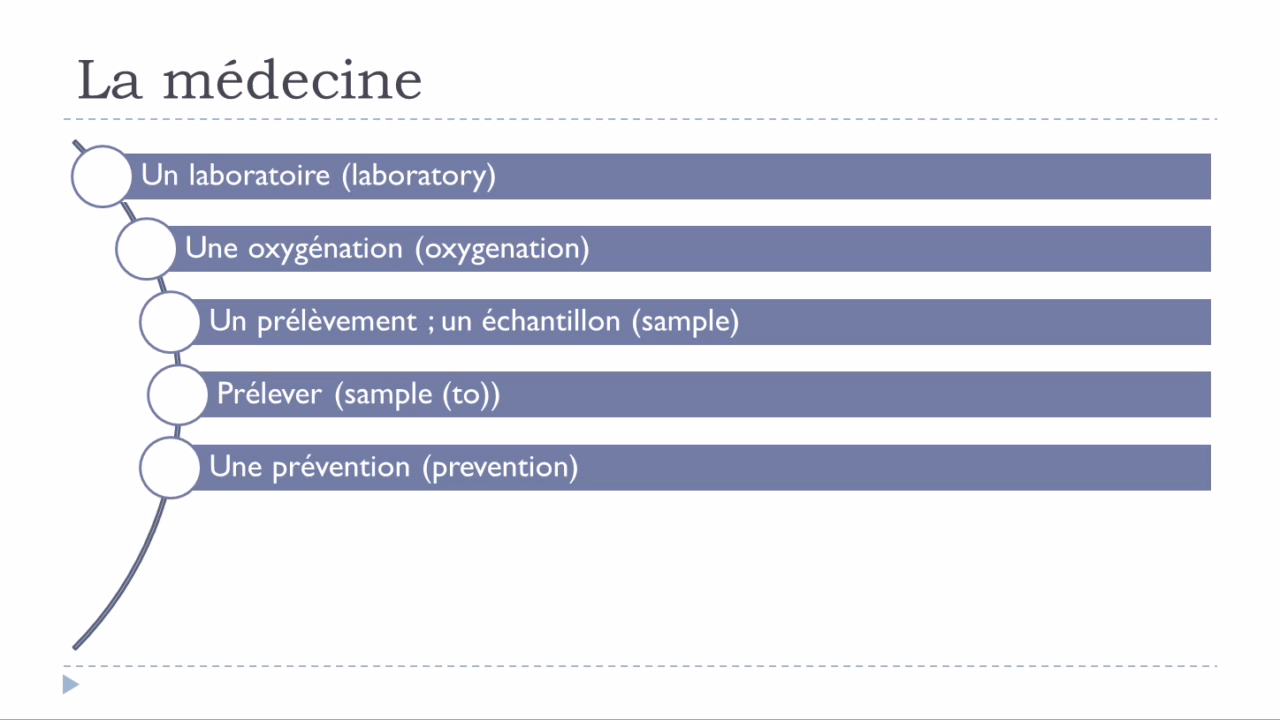 La médecine
Un laboratoire (laboratory)
Une oxygénation (oxygenation)
Un prélèvement ; un échantillon (sample)
Prélever (sample (to))
Une prévention (prevention)